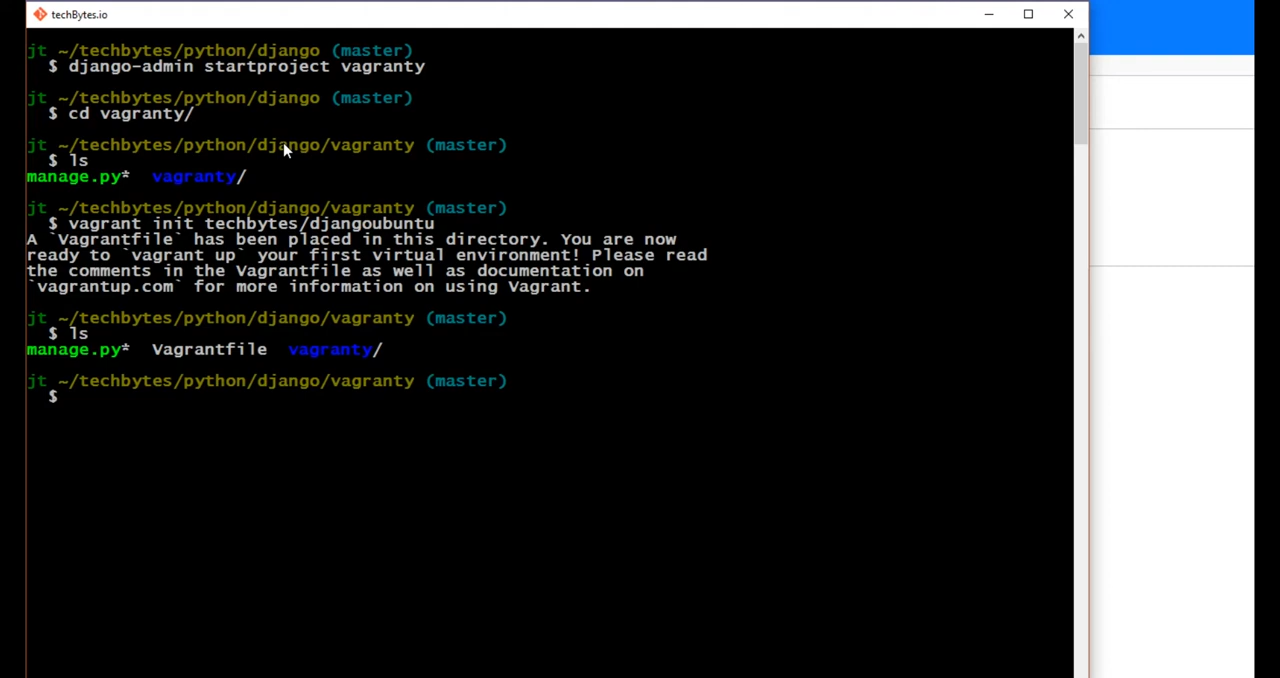 techBytes.io
jt ~/techbytes/python/django (master)
$ django-admin startproject vagranty
jt ~/techbytes/python/django (master)
$ cd vagranty/
jt ~/techbytes/python/django/vagranty (master)
$ ls
manage.py* vagranty/
jt ~/techbytes/python/django/vagranty (master)
$ vagrant init techbytes/djangoubuntu
A `Vagrantfile` has been placed in this directory. You are now
ready to `vagrant up` your first virtual environment! Please read
the comments in the Vagrantfile as well as documentation on
`vagrantup.com` for more information on using Vagrant.
jt ~/techbytes/python/django/vagranty (master)
$ ls
manage.py* Vagrantfile vagranty/
jt ~/techbytes/python/django/vagranty (master)
$